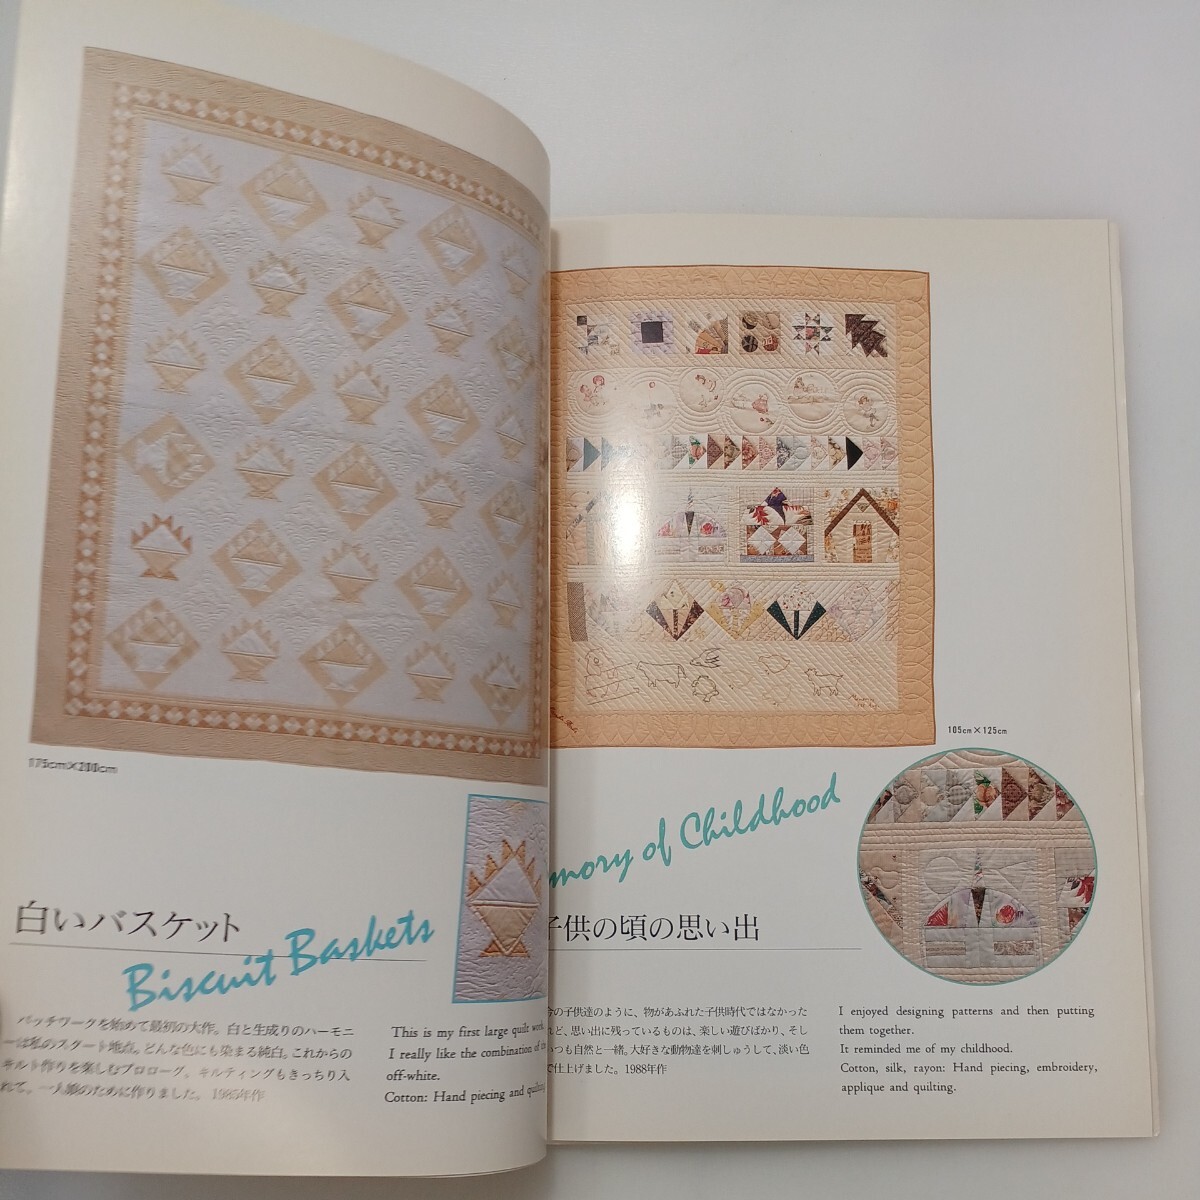 175cm×200cm
白いバスケット
Biscuit Baskets
パッチワークを始めて最初の大作。白と生成りのハーモニ
ーは私のスタート地点。どんな色にも染まる純白。これからの
キルト作りを楽しむプロローグ、キルティングもきっちり入
れて。一人娘のために作りました。1985年作
This is my first large quilt work.
I really like the combination of
off-white.
Cotton: Hand piecing and quilting
105cm×125cm
mory of Childhood
子供の頃の思い出
今の子供達のように、物があふれた子供時代ではなかった
れど、思い出に残っているものは、楽しい遊びばかり、そし
いつも自然と一緒。大好きな動物達を刺しゅうして、淡い色
で仕上げました。1988年作
I enjoyed designing patterns and then putting
them together.
It reminded me of my childhood.
Cotton, silk, rayon: Hand piecing, embroidery,
applique and quilting.